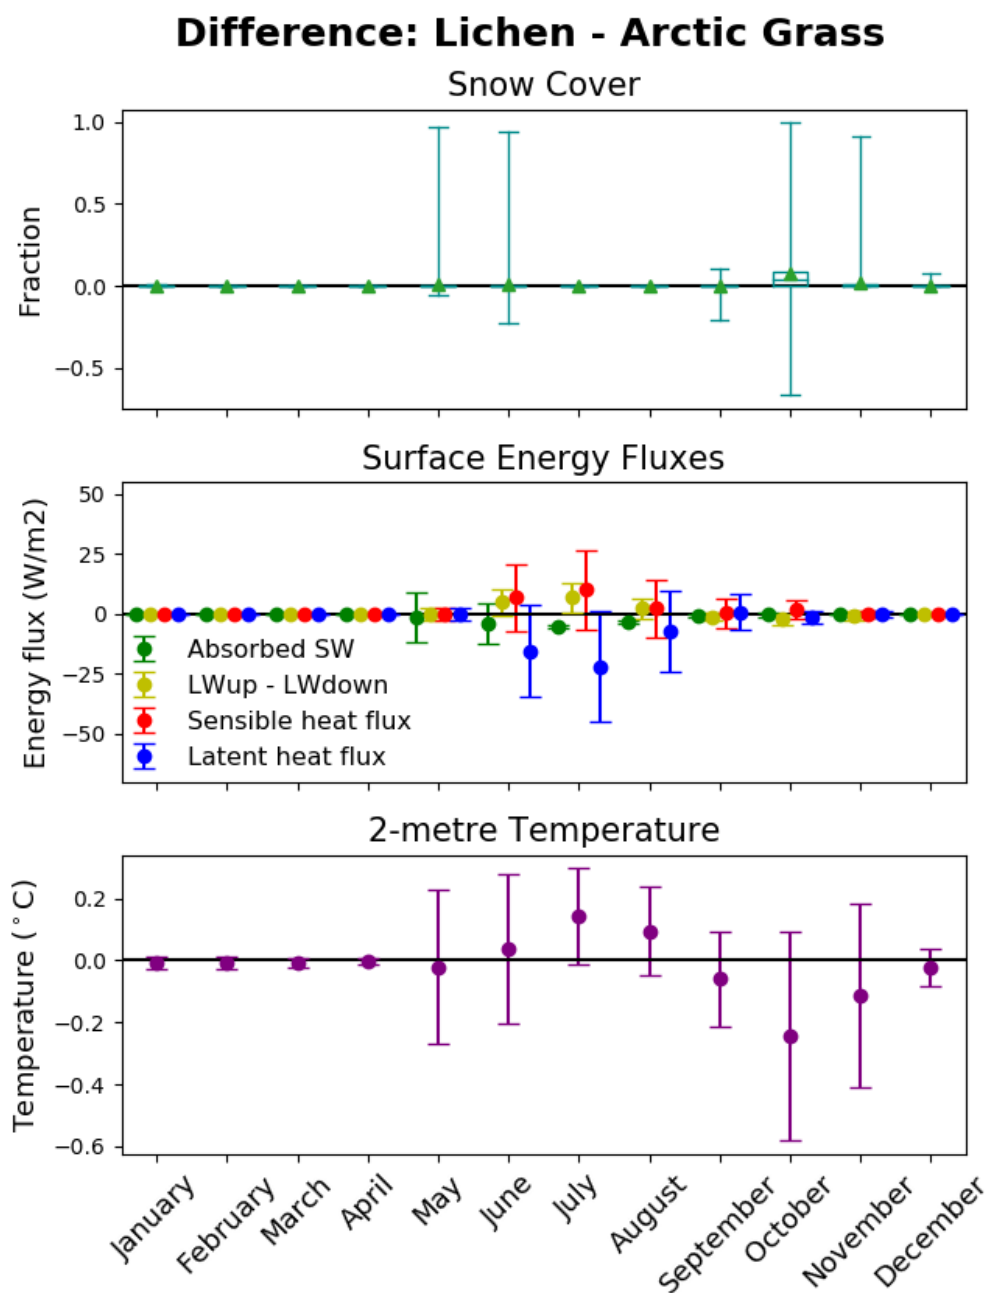 Difference: Lichen - Arctic Grass
Snow Cover
Fraction
1.0
0.5
0.0
−0.5
Surface Energy Fluxes
Energy flux (W/m2)
50
25
0
−25
−50
Absorbed SW
LWup - LWdown
Sensible heat flux
Latent heat flux
2-metre Temperature
Temperature (˚C)
0.2
0.0
−0.2
−0.4
−0.6
January
February
March
April
May
June
July
August
September
October
November
December